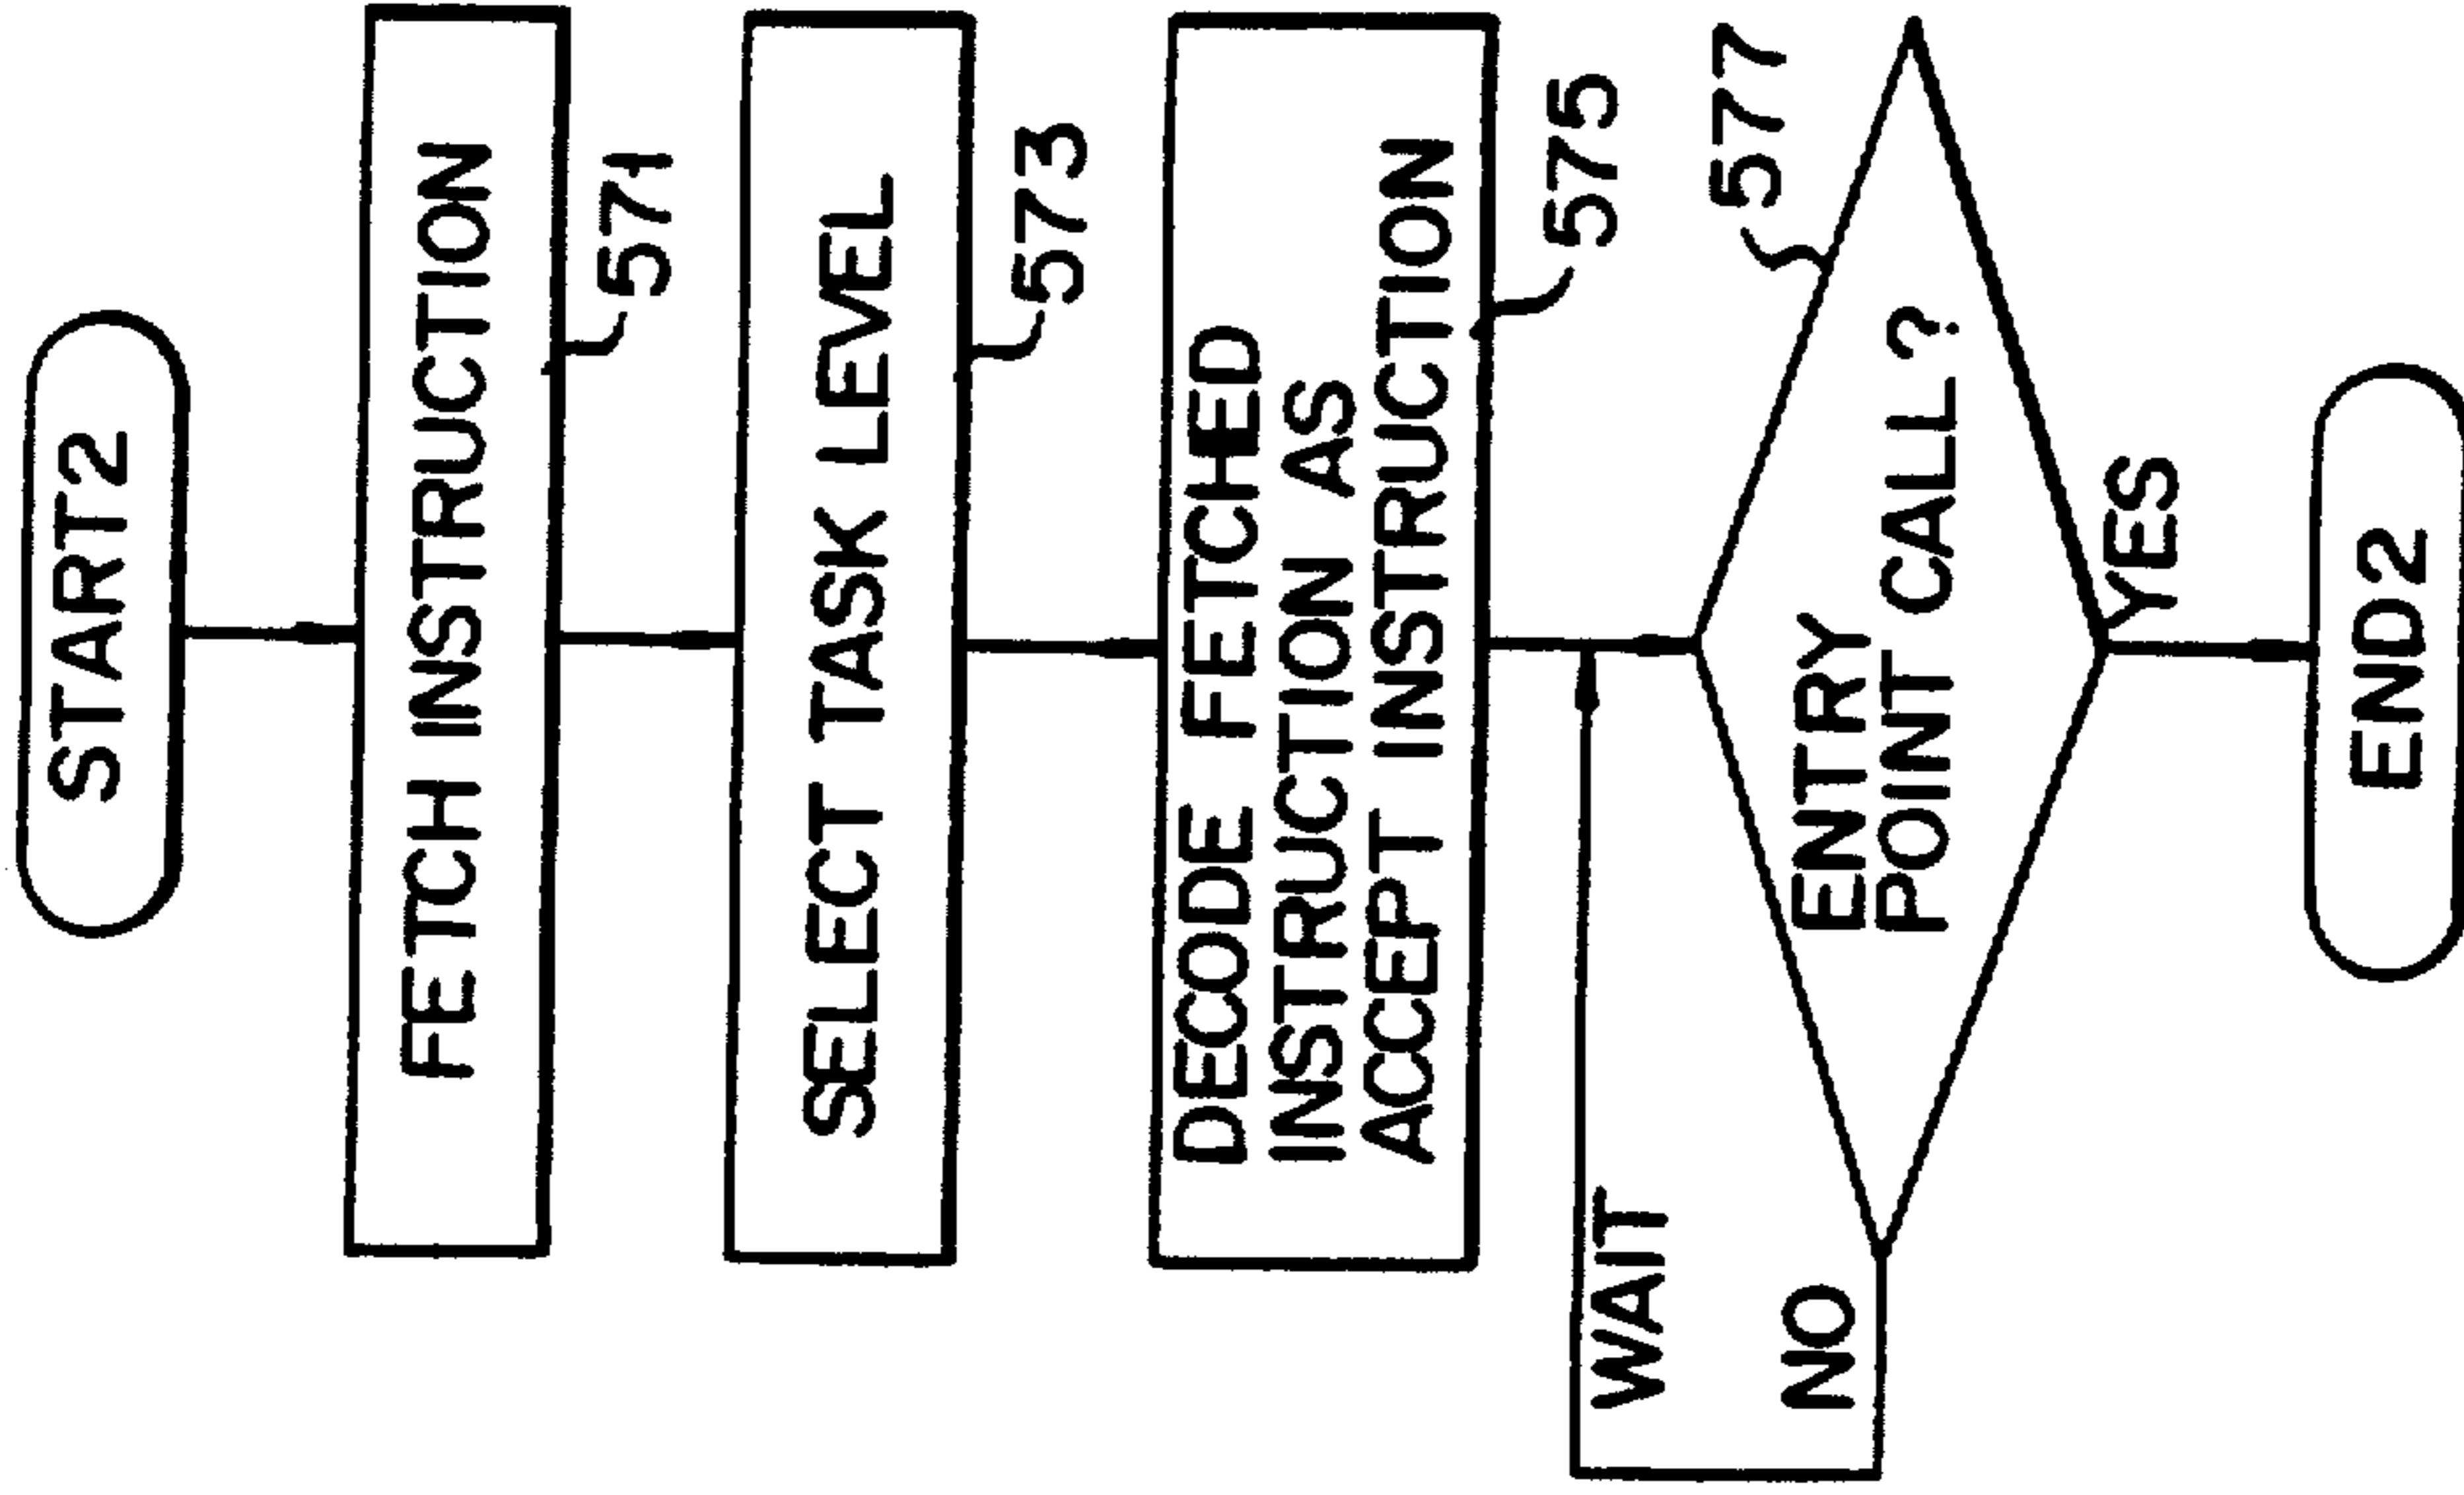 START2
FETCH INSTRUCTION
571
SELECT TASK LEVEL
573
DECODE FETCHED
INSTRUCTION AS
ACCEPT INSTRUCTION
575
WAIT
577
ENTRY
POINT CALL ?
NO
YES
END2